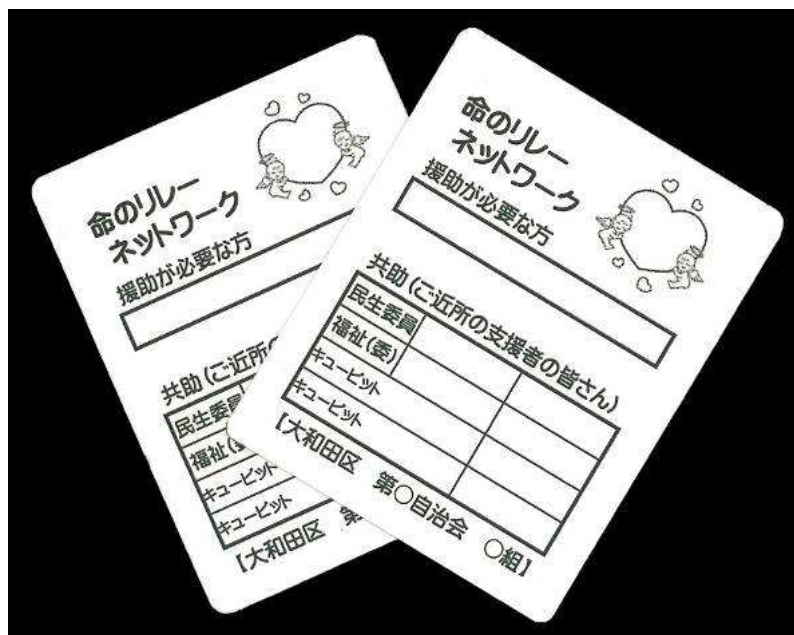 命のリレー
ネットワーク
援助が必要な方
共助(ご近所の
民生委員
福祉(委
キューピット
キューピット
【大和田区 第
命のリレー
ネットワーク
援助が必要な方
共助(ご近所の支援者の皆さん)
民生委員
福祉(委)
キューピット
キューピット
【大和田区 第○自治会 ○組】